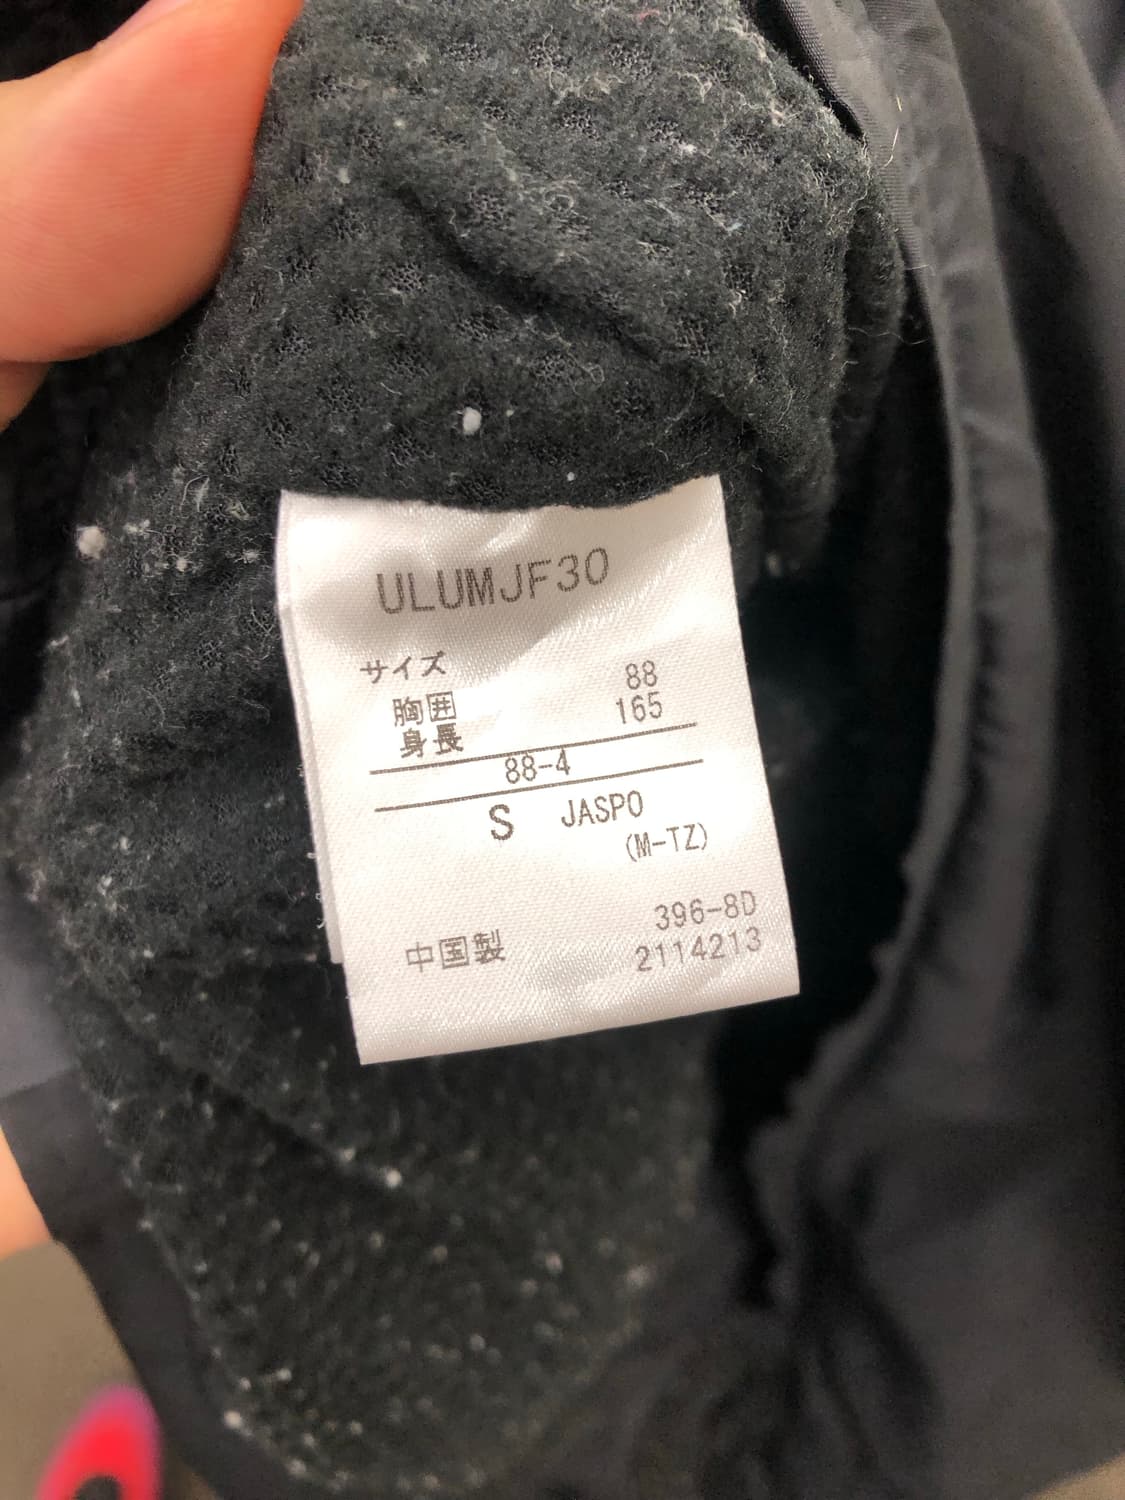 ULUMJF30
サイズ
胸囲 88
身長 165
88-4
S JASPO
(M-TZ)
396-8D
中国製 2114213